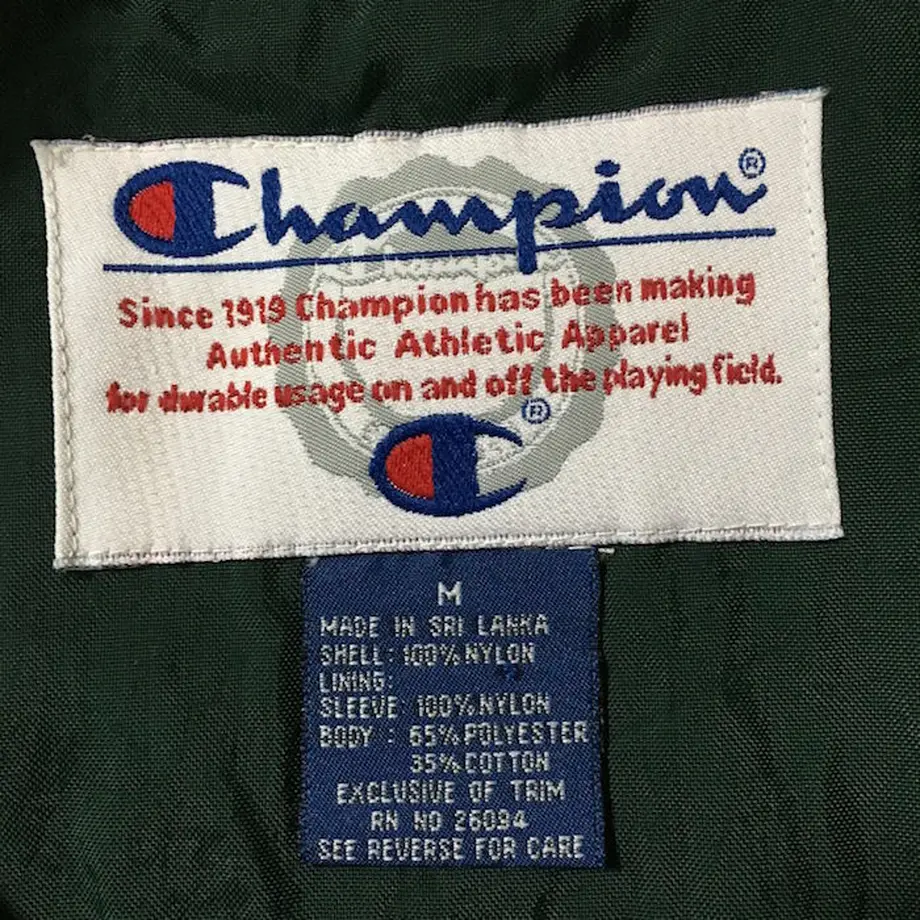 Champion®
Since 1919 Champion has been making
Authentic Athletic Apparel
for durable usage on and off the playing field.
®
M
MADE IN SRI LANKA
SHELL: 100% NYLON
LINING:
SLEEVE 100% NYLON
BODY : 65% POLYESTER
35% COTTON
EXCLUSIVE OF TRIM
RN NO 26094
SEE REVERSE FOR CARE